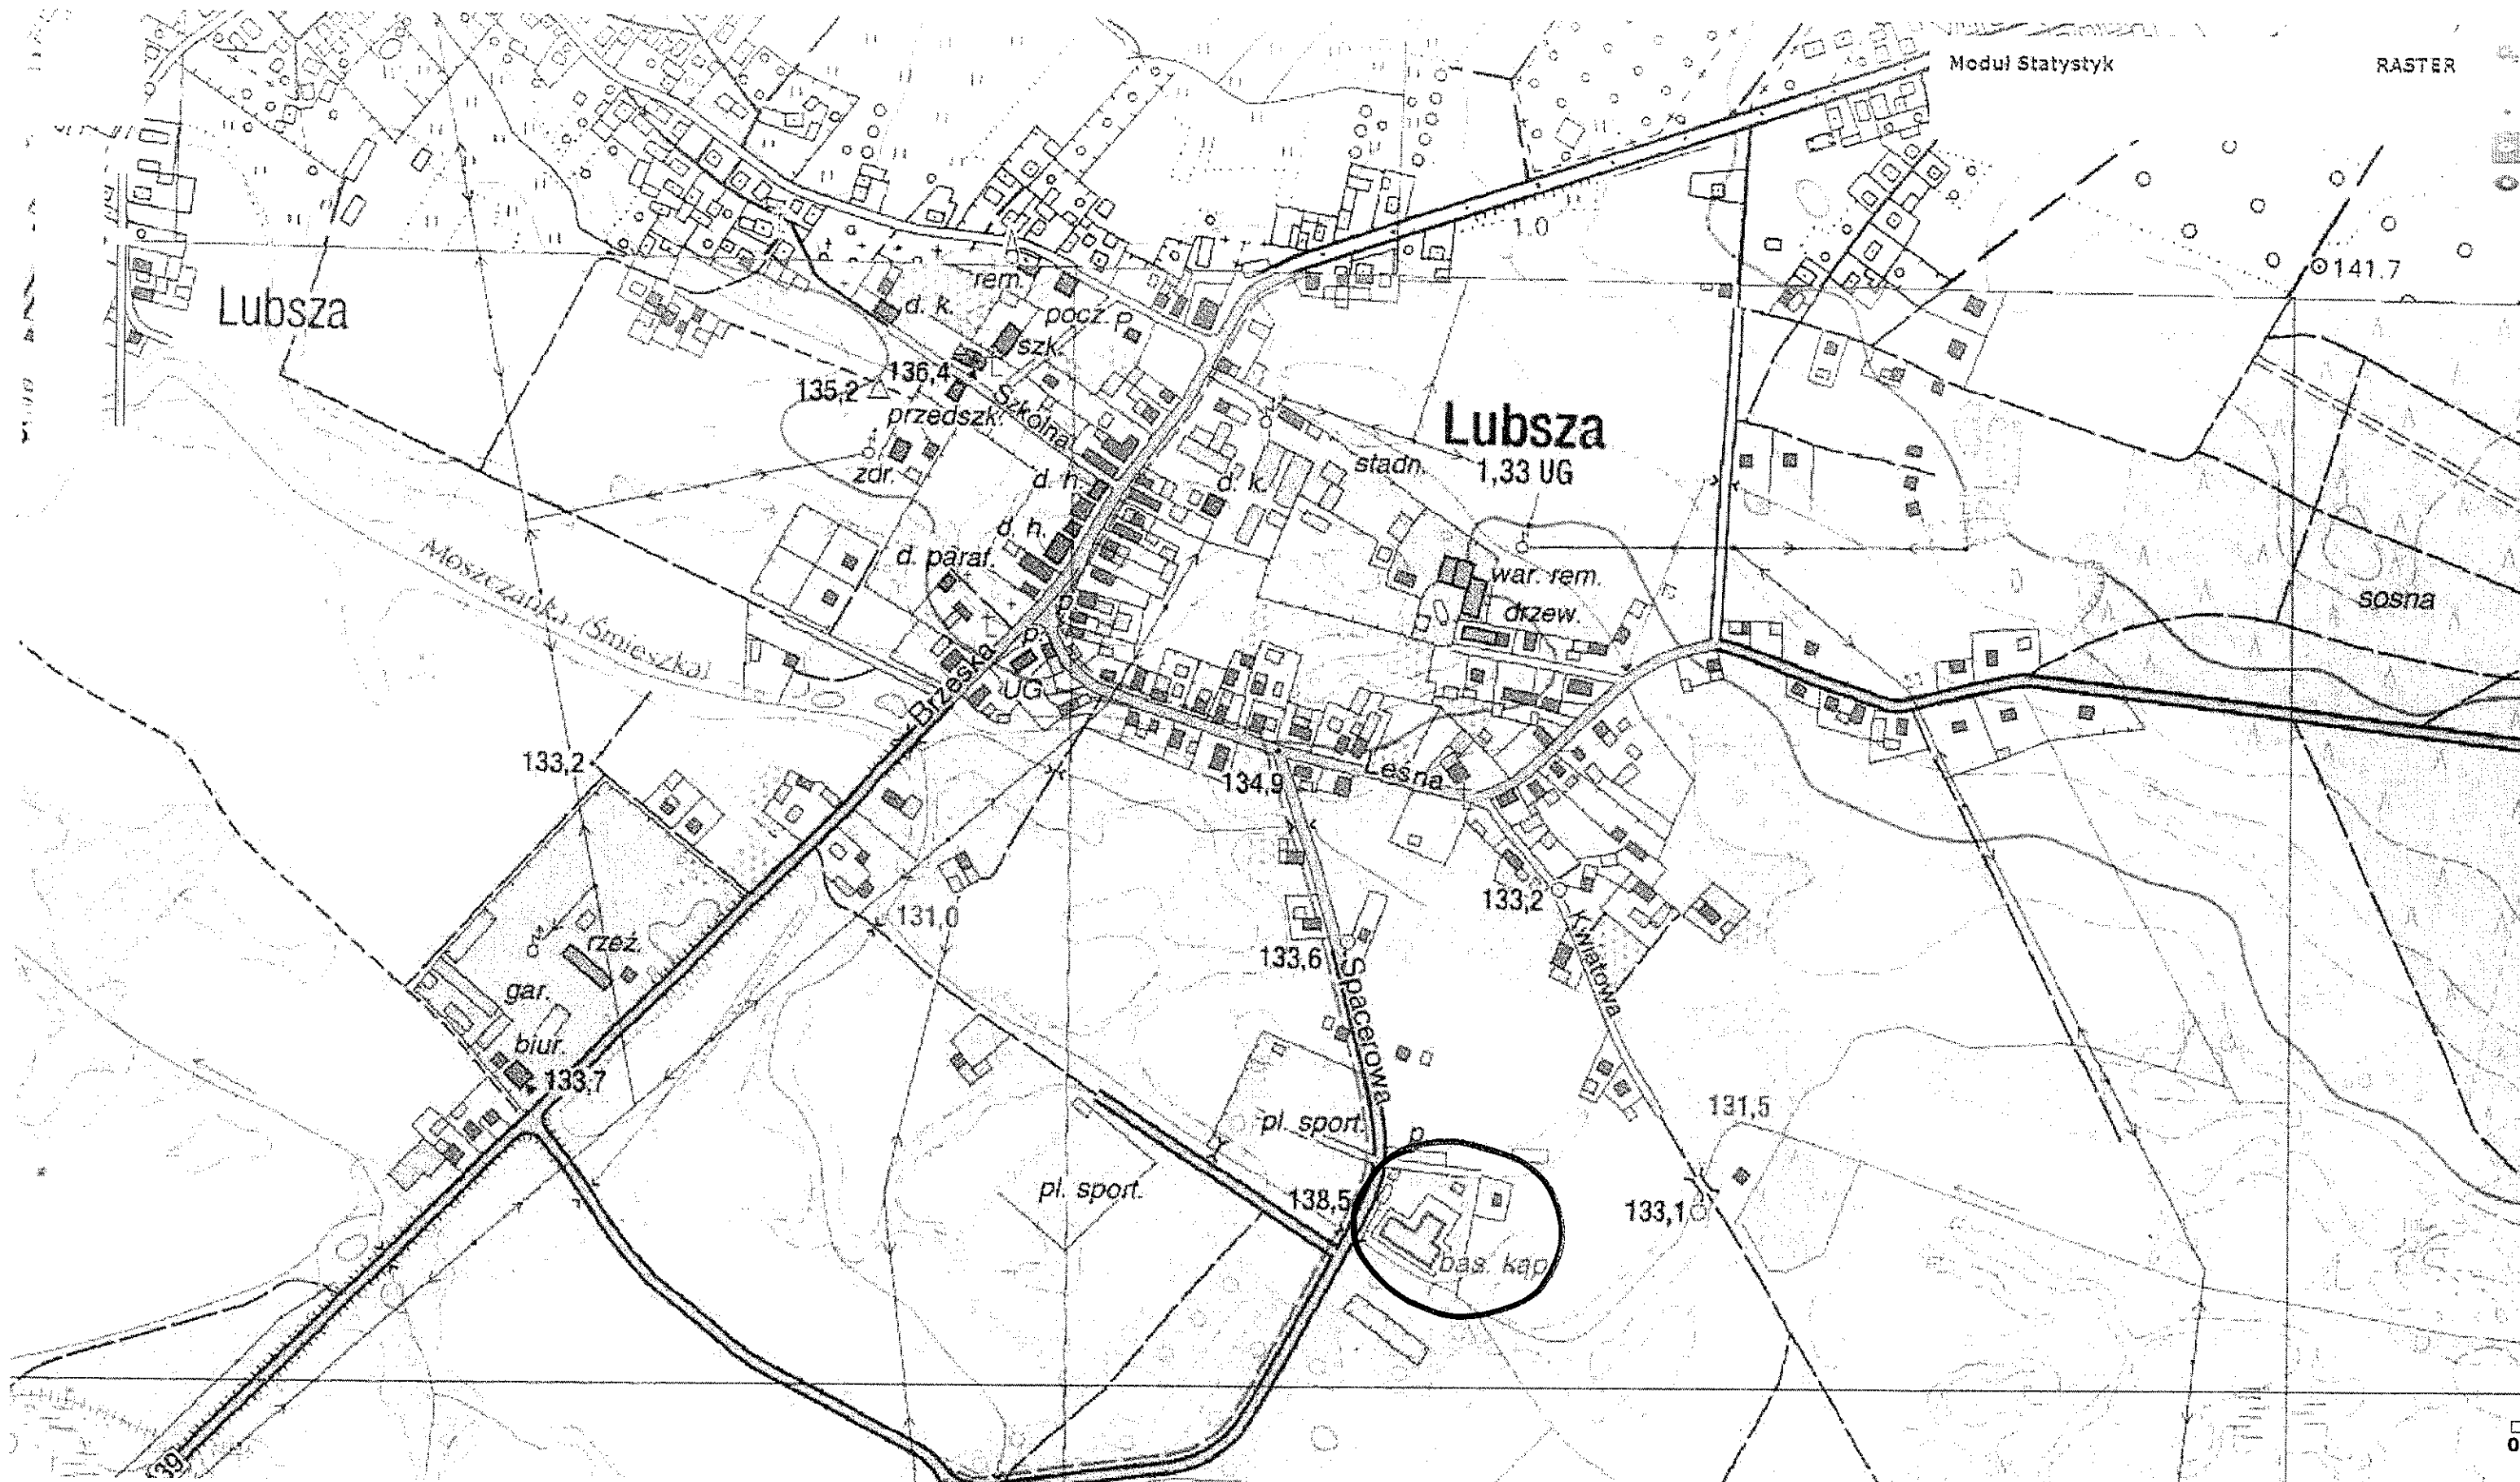 Moduł Statystyk
RASTER
1.0
141.7
Lubsza
rem.
d. k.
pocz. P
szk.
136,4
135,2
przedszk.
Szkolna
Lubsza
1,33 UG
zdr.
d. h.
d. k.
stadn.
d. h.
d. paraf.
war. rem.
drzew.
sosna
Moszczanka (Śmieszka)
p.
p.
UG
Brzeska
133,2
134,9
Leśna
133,2
131,0
Kwiatowa
rzeź.
133,6
Spacerowa
gar.
biur.
133,7
131,5
pl. sport.
p.
pl. sport.
138,5
133,1
bas. kąp.
39
0